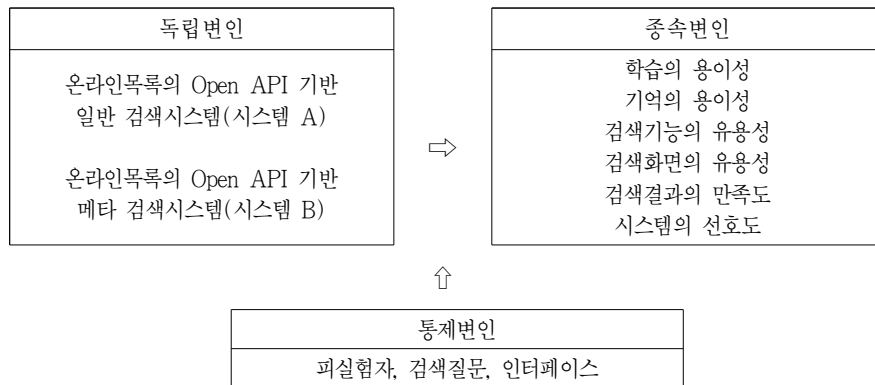 독립변인
온라인목록의 Open API 기반
일반 검색시스템(시스템 A)
온라인목록의 Open API 기반
메타 검색시스템(시스템 B)
종속변인
학습의 용이성
기억의 용이성
검색기능의 유용성
검색화면의 유용성
검색결과의 만족도
시스템의 선호도
통제변인
피실험자, 검색질문, 인터페이스